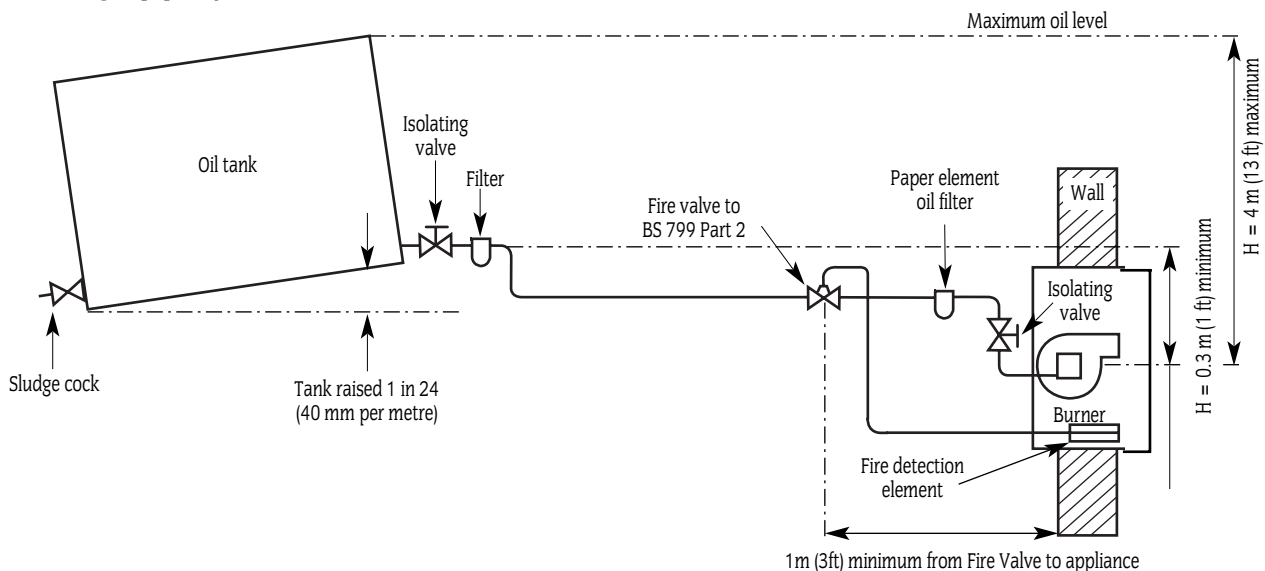 Maximum oil level
Isolating
valve
Oil tank
Filter
Fire valve to
BS 799 Part 2
Paper element
oil filter
Wall
H = 4 m (13 ft) maximum
H = 0.3 m (1 ft) minimum
Isolating
valve
Sludge cock
Tank raised 1 in 24
(40 mm per metre)
Burner
Fire detection
element
1m (3ft) minimum from Fire Valve to appliance